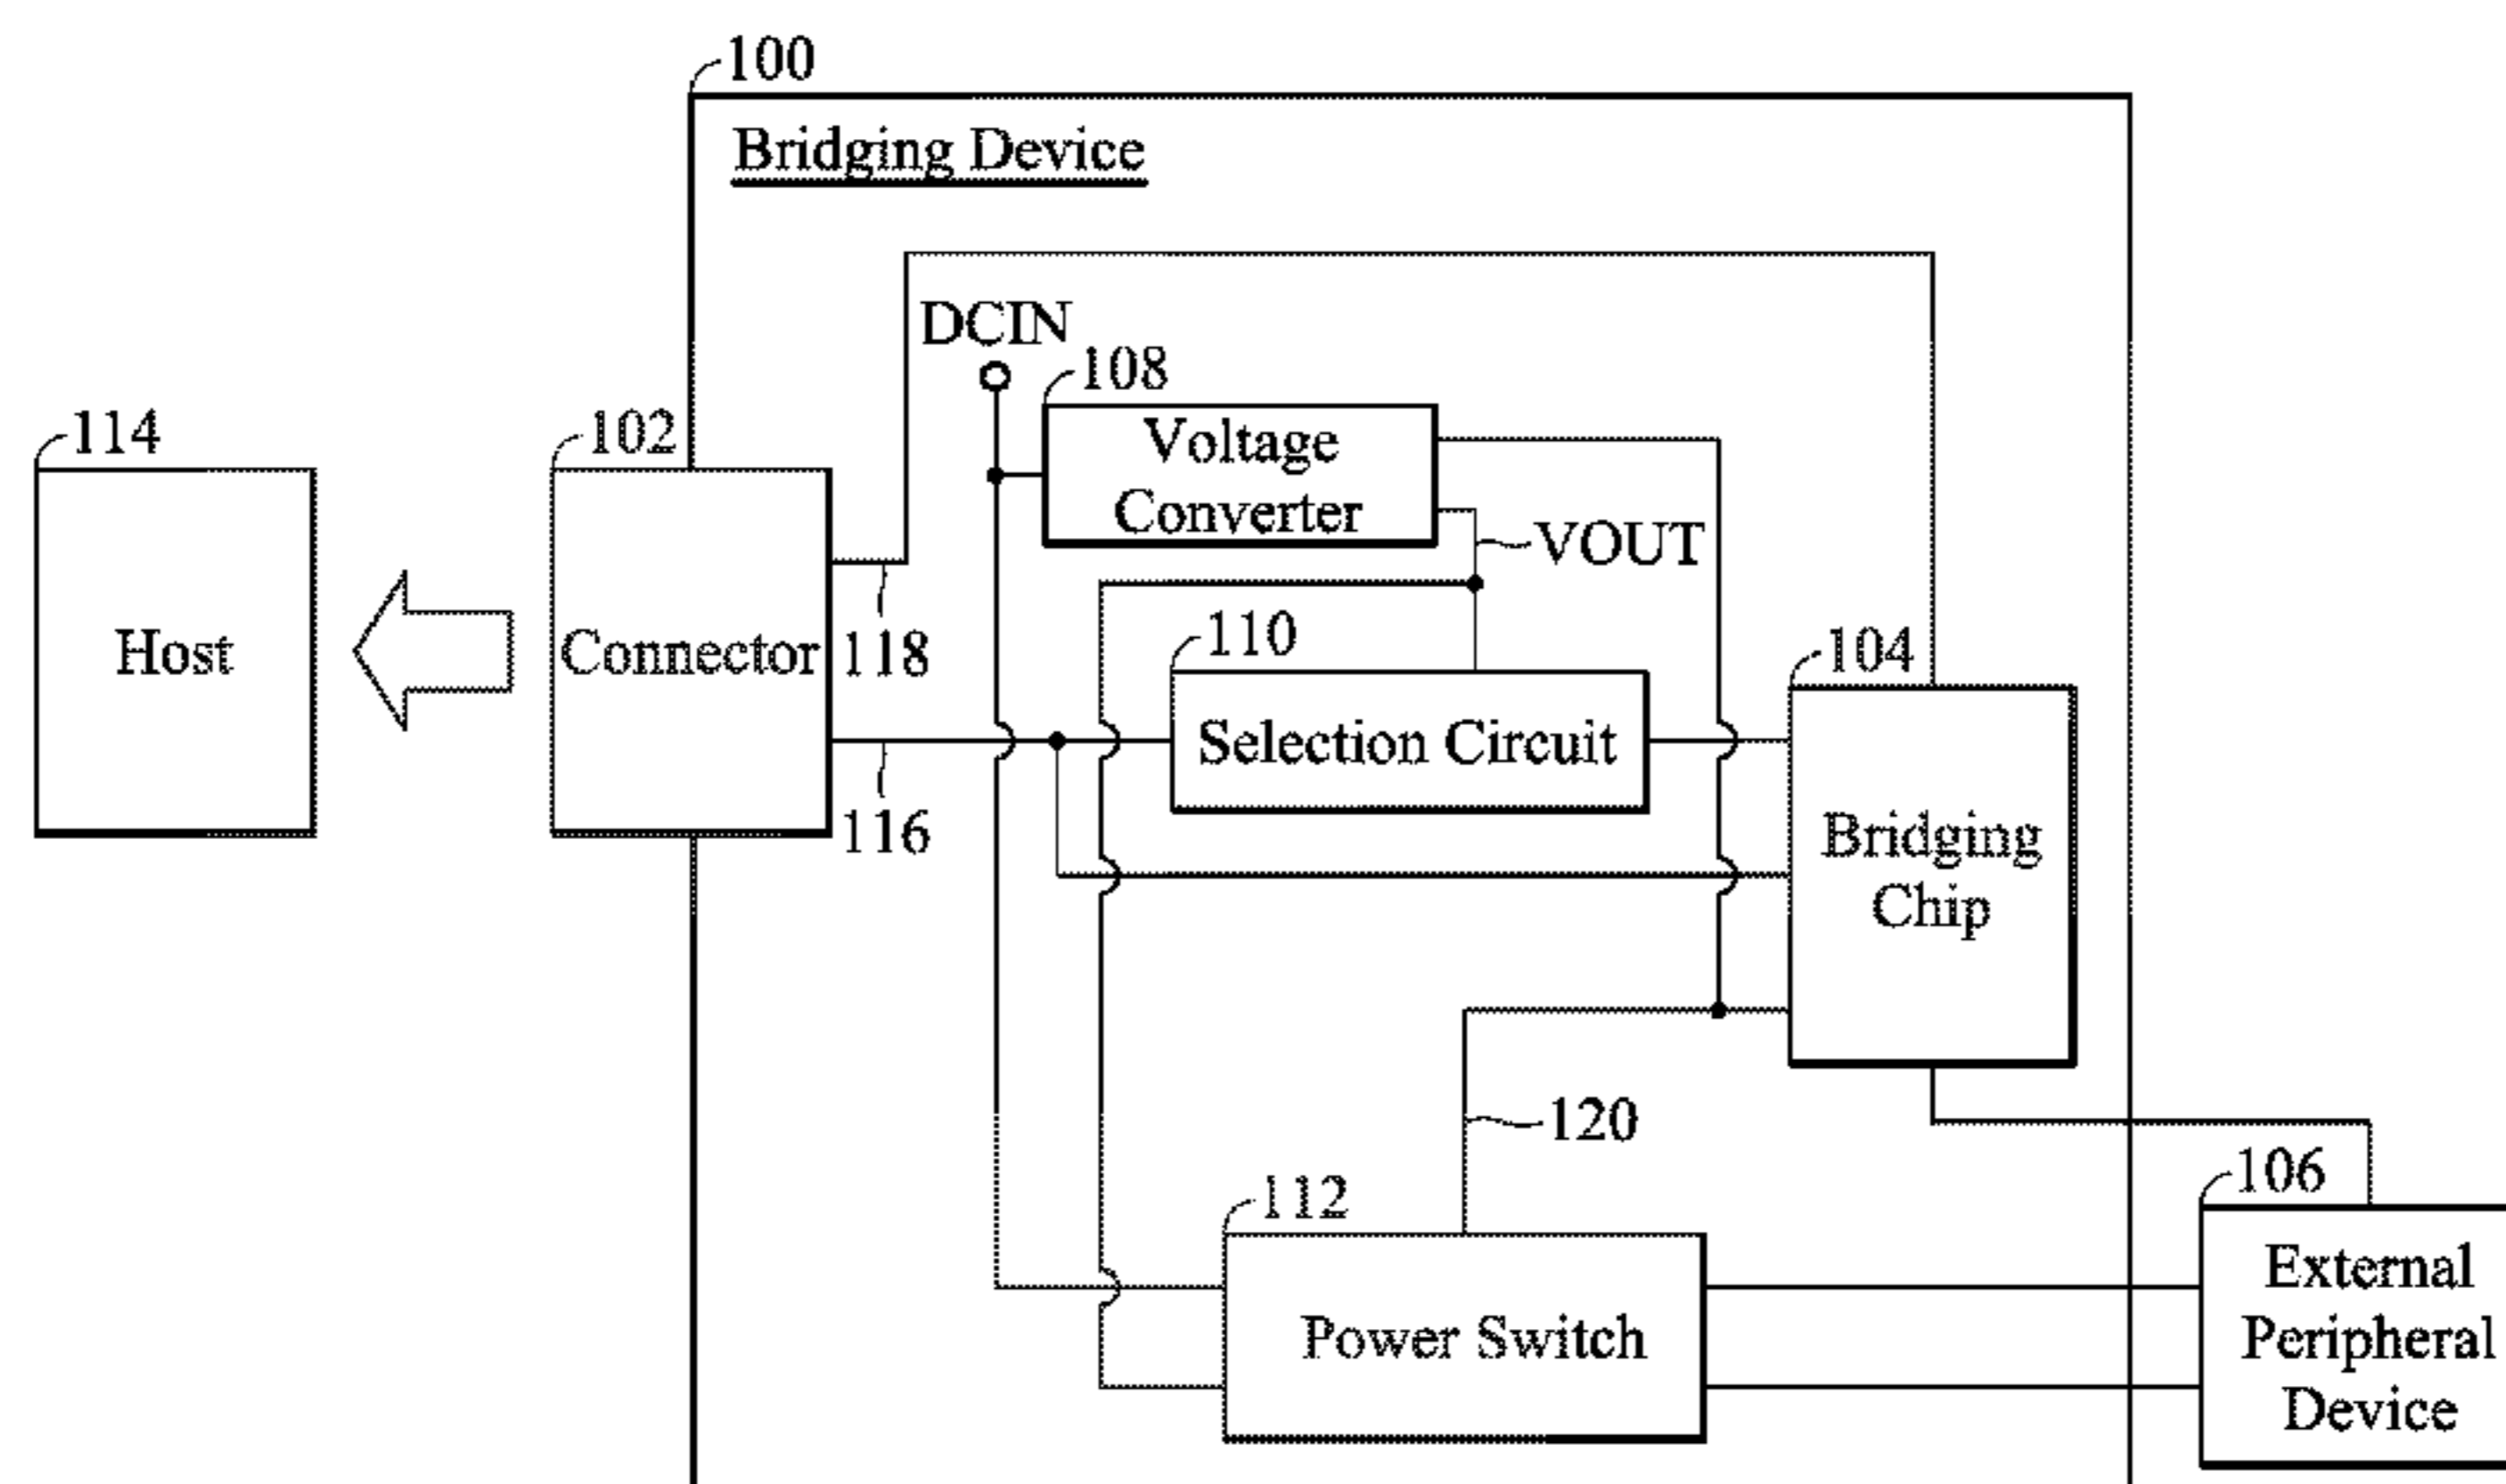 100
Bridging Device
DCIN
108
Voltage
Converter
VOUT
114
Host
102
Connector
118
116
110
Selection Circuit
104
Bridging
Chip
120
112
Power Switch
106
External
Peripheral
Device